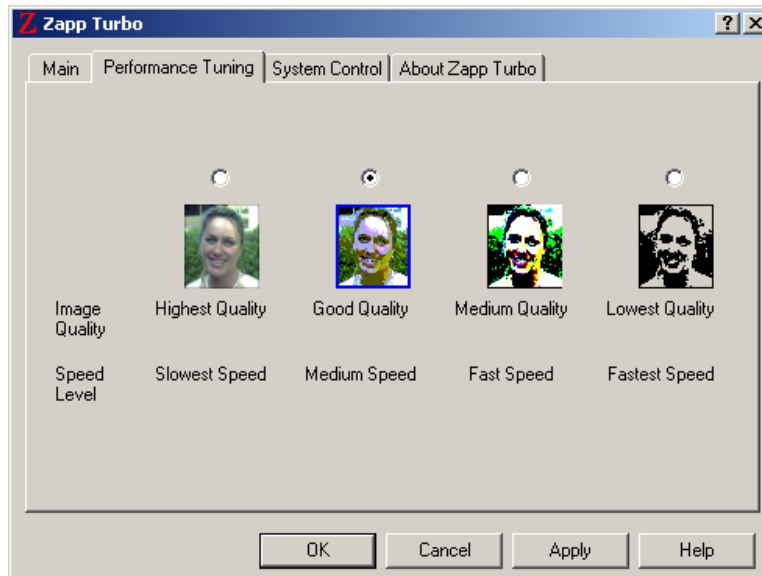 Z Zapp Turbo
Main Performance Tuning System Control About Zapp Turbo
Image Quality Highest Quality Good Quality Medium Quality Lowest Quality
Speed Level Slowest Speed Medium Speed Fast Speed Fastest Speed
OK Cancel Apply Help